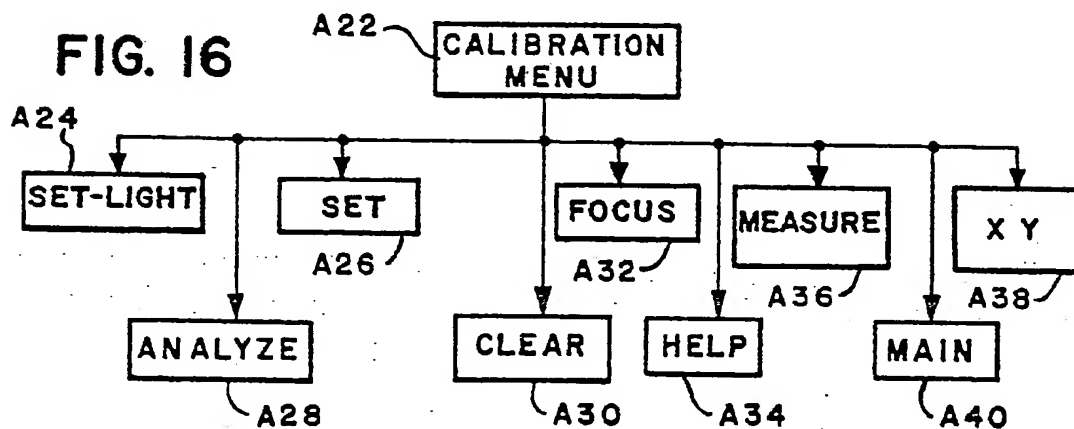 FIG. 16
A22
CALIBRATION
MENU
A24
SET-LIGHT
SET
A26
FOCUS
A32
MEASURE
A36
X Y
A38
ANALYZE
A28
CLEAR
A30
HELP
A34
MAIN
A40